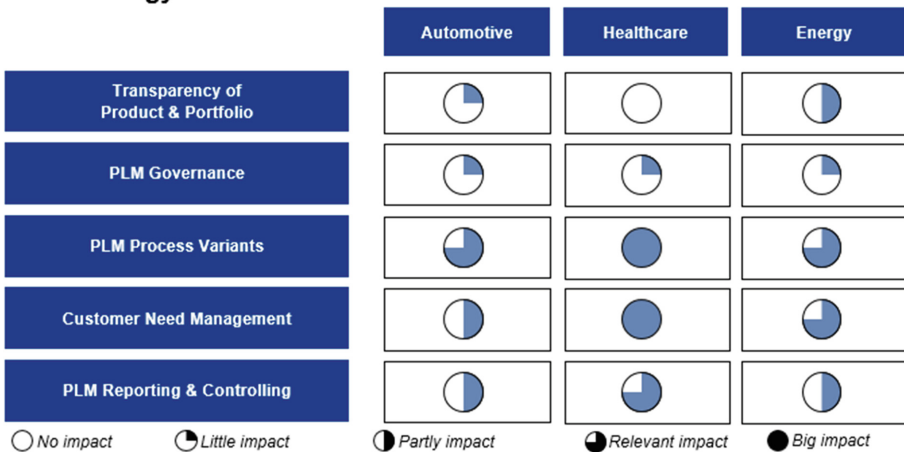 Automotive
Healthcare
Energy
Transparency of
Product & Portfolio
PLM Governance
PLM Process Variants
Customer Need Management
PLM Reporting & Controlling
No impact
Little impact
Partly impact
Relevant impact
Big impact